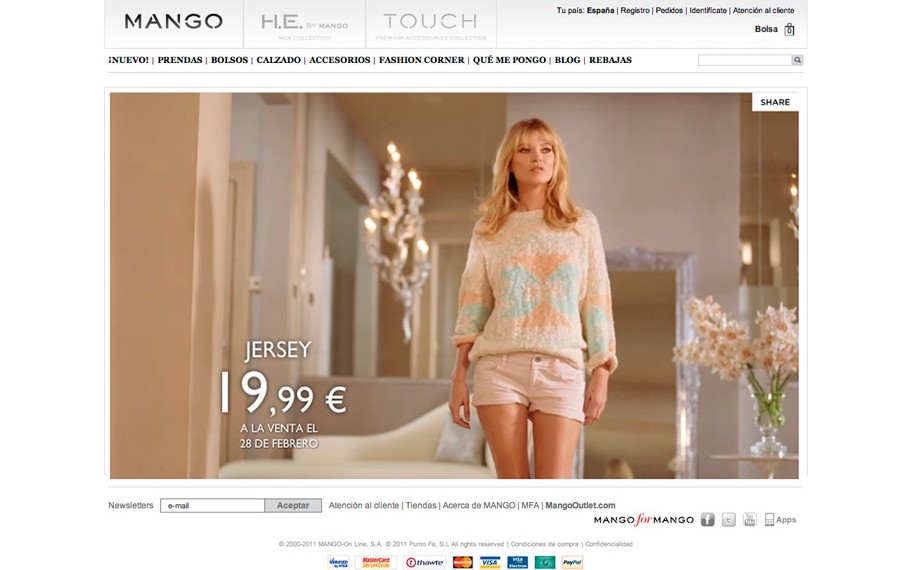 MANGO
H.E. BY MANGO
MEN COLLECTION
TOUCH
PREMIUM ACCESSORIES COLLECTION
Tu país: España | Registro | Pedidos | Identifícate | Atención al cliente
Bolsa 0
¡NUEVO! | PRENDAS | BOLSOS | CALZADO | ACCESORIOS | FASHION CORNER | QUÉ ME PONGO | BLOG | REBAJAS
SHARE
JERSEY
19,99 €
A LA VENTA EL
28 DE FEBRERO
Newsletters e-mail Aceptar Atención al cliente | Tiendas | Acerca de MANGO | MFA | MangoOutlet.com
MANGO for MANGO f t You Tube Apps
© 2000-2011 MANGO-On Line, S.A. © 2011 Punto Fa, S.L All rights reserved | Condiciones de compra | Confidencialidad
VERIFIED by VISA MasterCard SecureCode thawte MasterCard VISA VISA PayPal